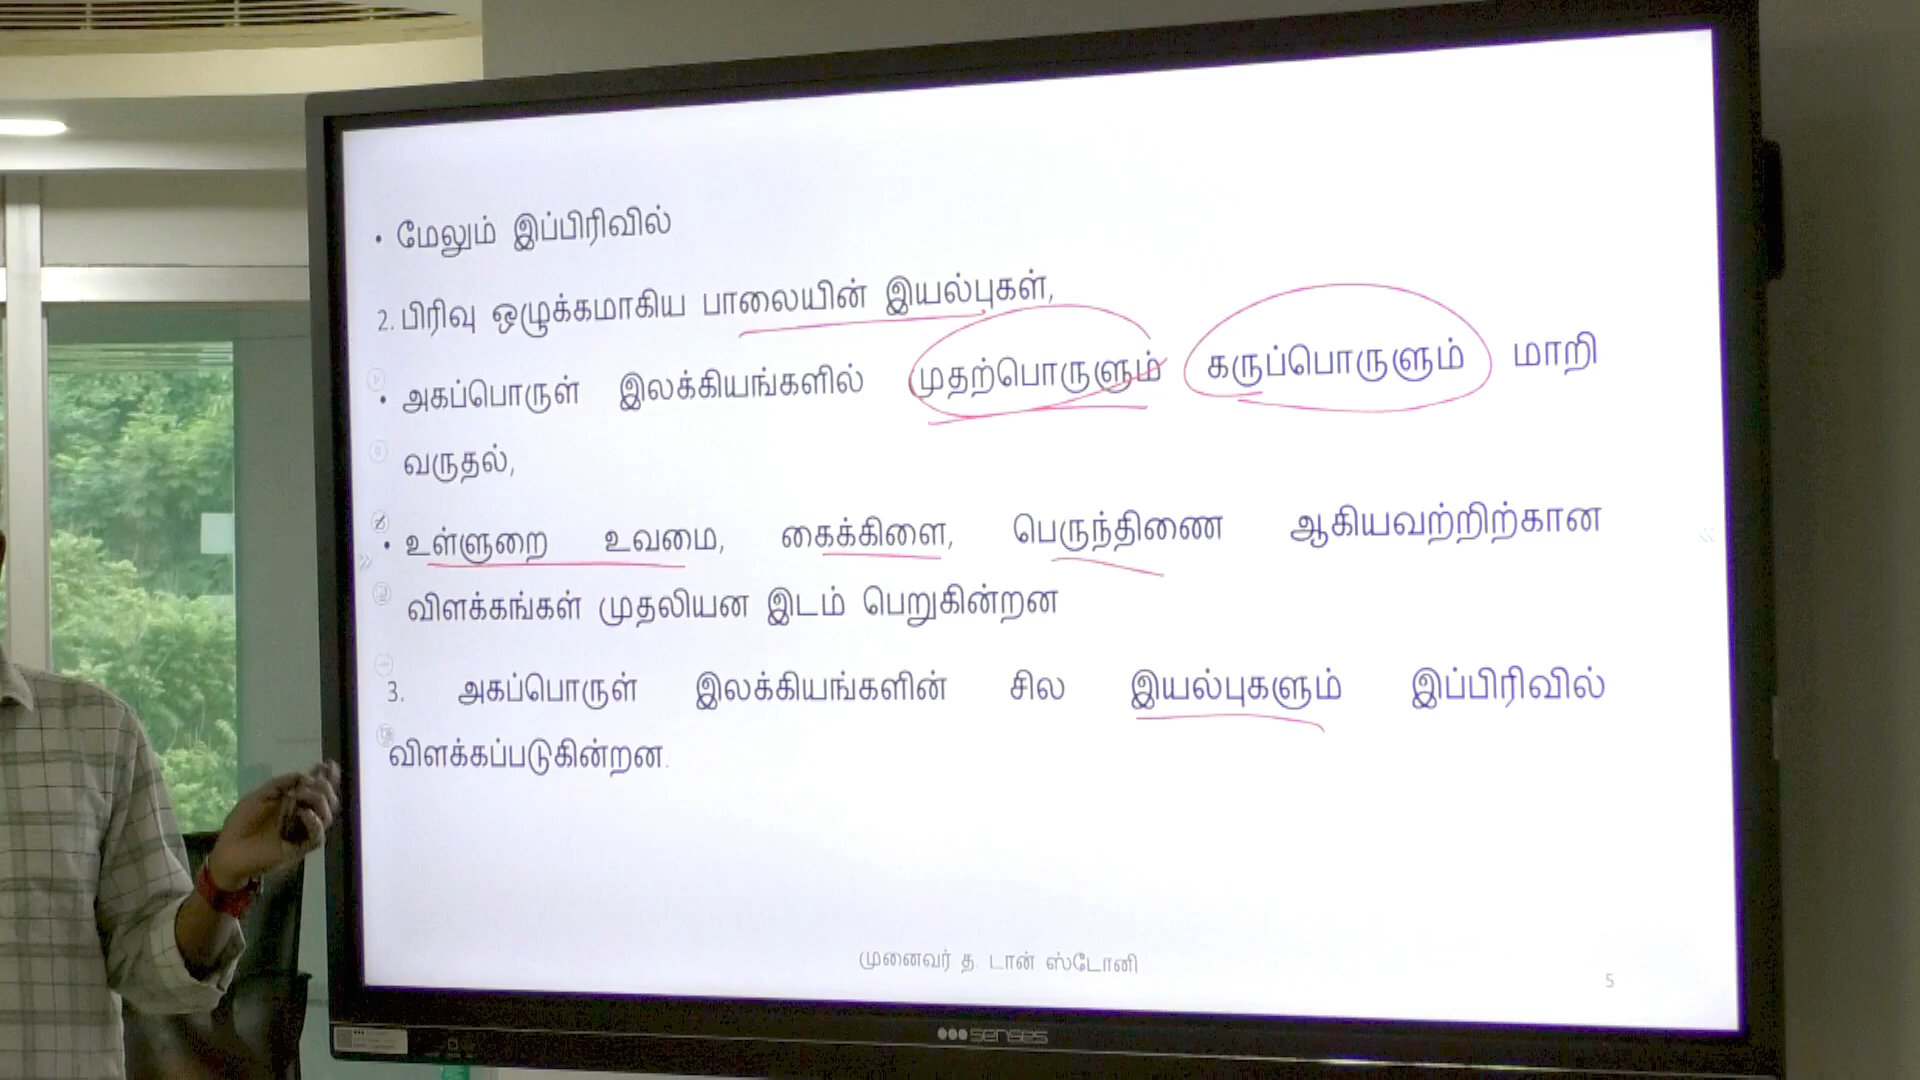 • மேலும் இப்பிரிவில்
2. பிரிவு ஒழுக்கமாகிய பாலையின் இயல்புகள்,
• அகப்பொருள் இலக்கியங்களில் முதற்பொருளும் கருப்பொருளும் மாறி
வருதல்,
• உள்ளுறை உவமை, கைக்கிளை, பெருந்திணை ஆகியவற்றிற்கான
விளக்கங்கள் முதலியன இடம் பெறுகின்றன
3. அகப்பொருள் இலக்கியங்களின் சில இயல்புகளும் இப்பிரிவில்
விளக்கப்படுகின்றன.
முனைவர் த. டான் ஸ்டோனி
5
senses